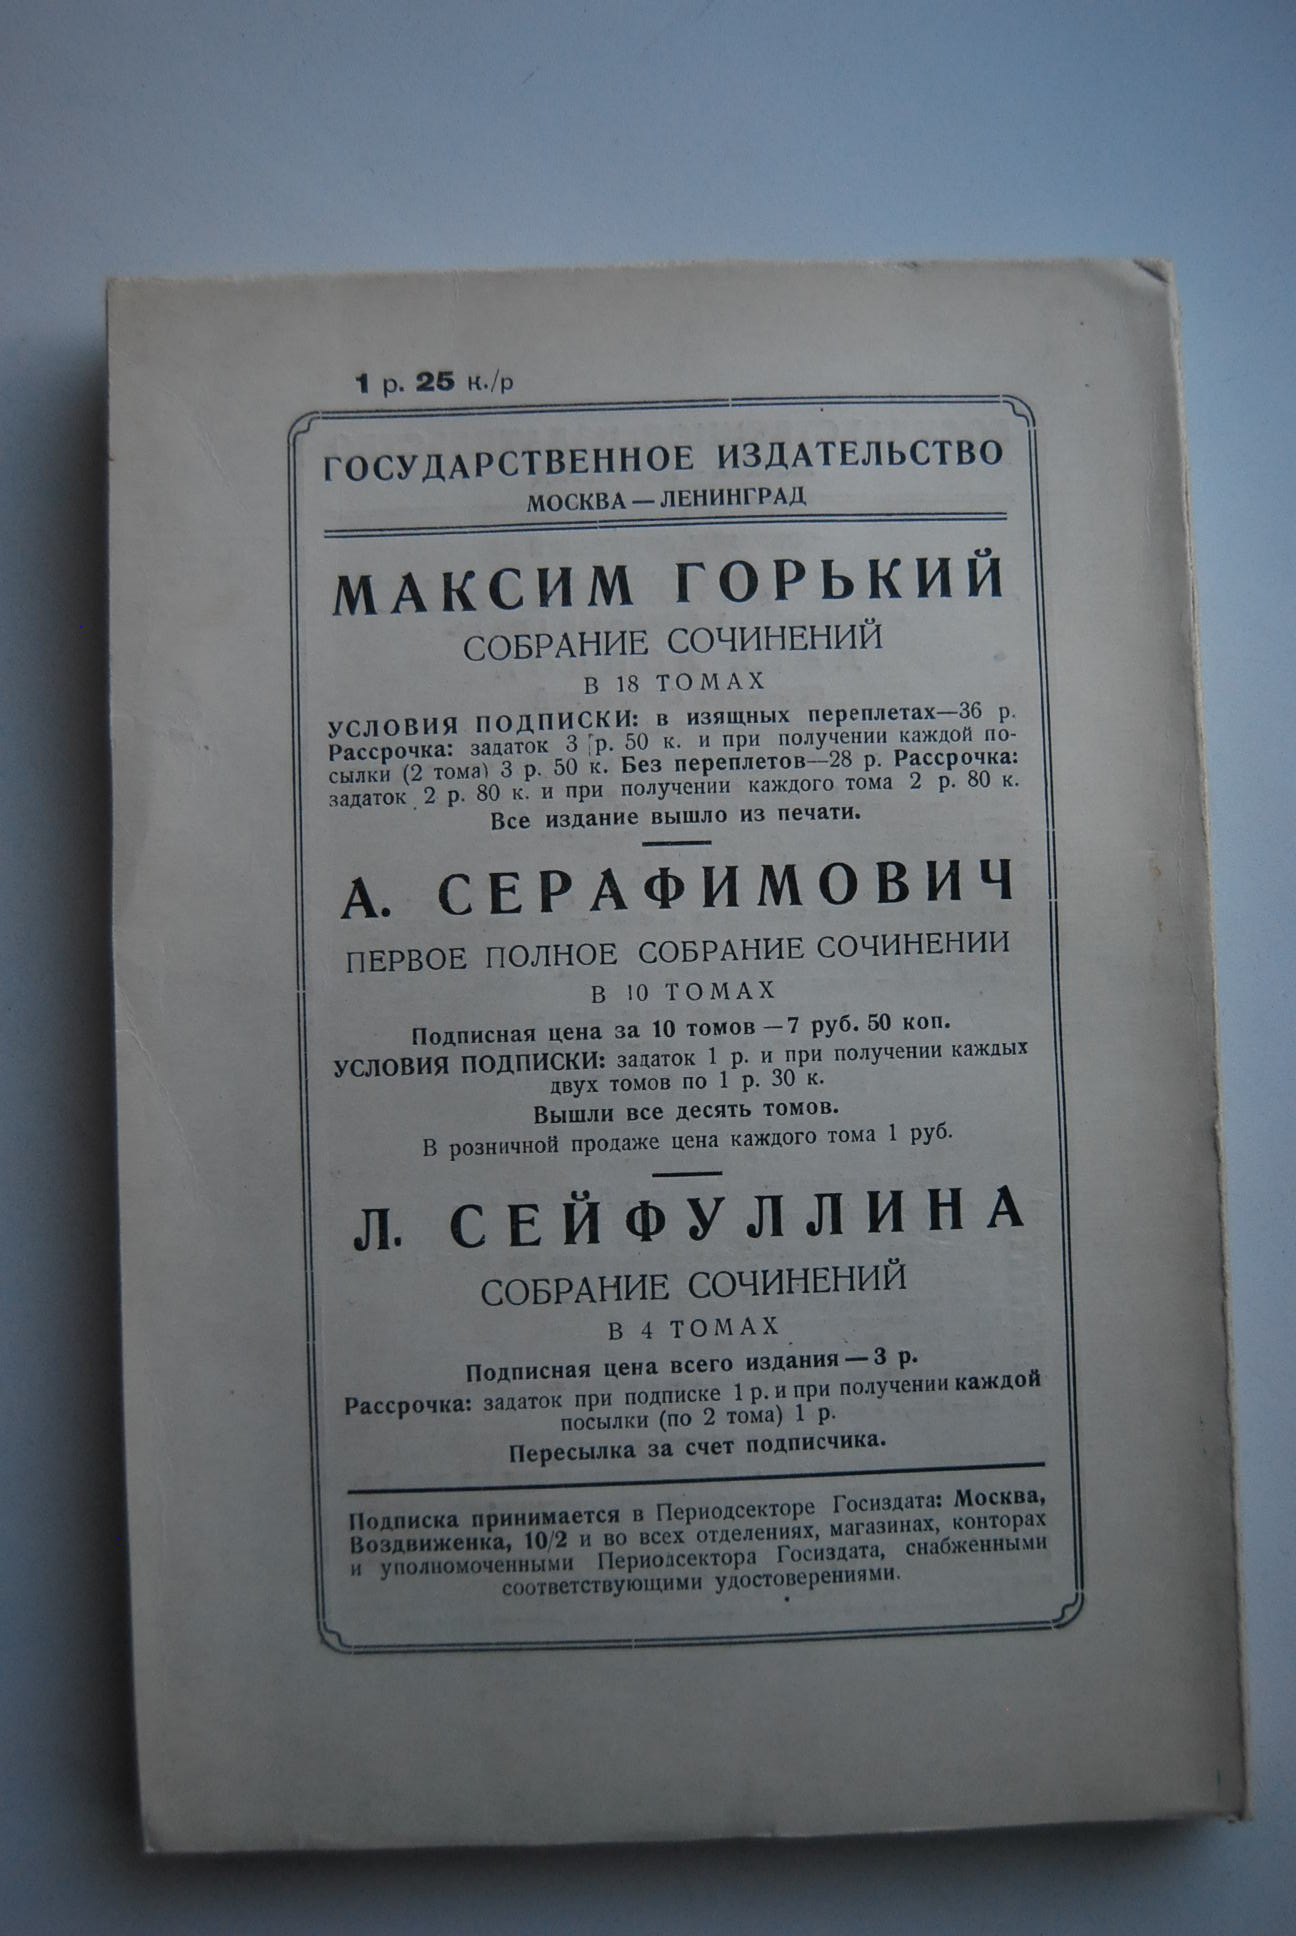 1 р. 25 к./р
ГОСУДАРСТВЕННОЕ ИЗДАТЕЛЬСТВО
МОСКВА — ЛЕНИНГРАД
МАКСИМ ГОРЬКИЙ
СОБРАНИЕ СОЧИНЕНИЙ
В 18 ТОМАХ
УСЛОВИЯ ПОДПИСКИ: в изящных переплетах—36 р.
Рассрочка: задаток 3 р. 50 к. и при получении каждой по-
сылки (2 тома) 3 р. 50 к. Без переплетов—28 р. Рассрочка:
задаток 2 р. 80 к. и при получении каждого тома 2 р. 80 к.
Все издание вышло из печати.
А. СЕРАФИМОВИЧ
ПЕРВОЕ ПОЛНОЕ СОБРАНИЕ СОЧИНЕНИИ
В 10 ТОМАХ
Подписная цена за 10 томов — 7 руб. 50 коп.
УСЛОВИЯ ПОДПИСКИ: задаток 1 р. и при получении каждых
двух томов по 1 р. 30 к.
Вышли все десять томов.
В розничной продаже цена каждого тома 1 руб.
Л. СЕЙФУЛЛИНА
СОБРАНИЕ СОЧИНЕНИЙ
В 4 ТОМАХ
Подписная цена всего издания — 3 р.
Рассрочка: задаток при подписке 1 р. и при получении каждой
посылки (по 2 тома) 1 р.
Пересылка за счет подписчика.
Подписка принимается в Периодсекторе Госиздата: Москва,
Воздвиженка, 10/2 и во всех отделениях, магазинах, конторах
и уполномоченными Периодсектора Госиздата, снабженными
соответствующими удостоверениями.